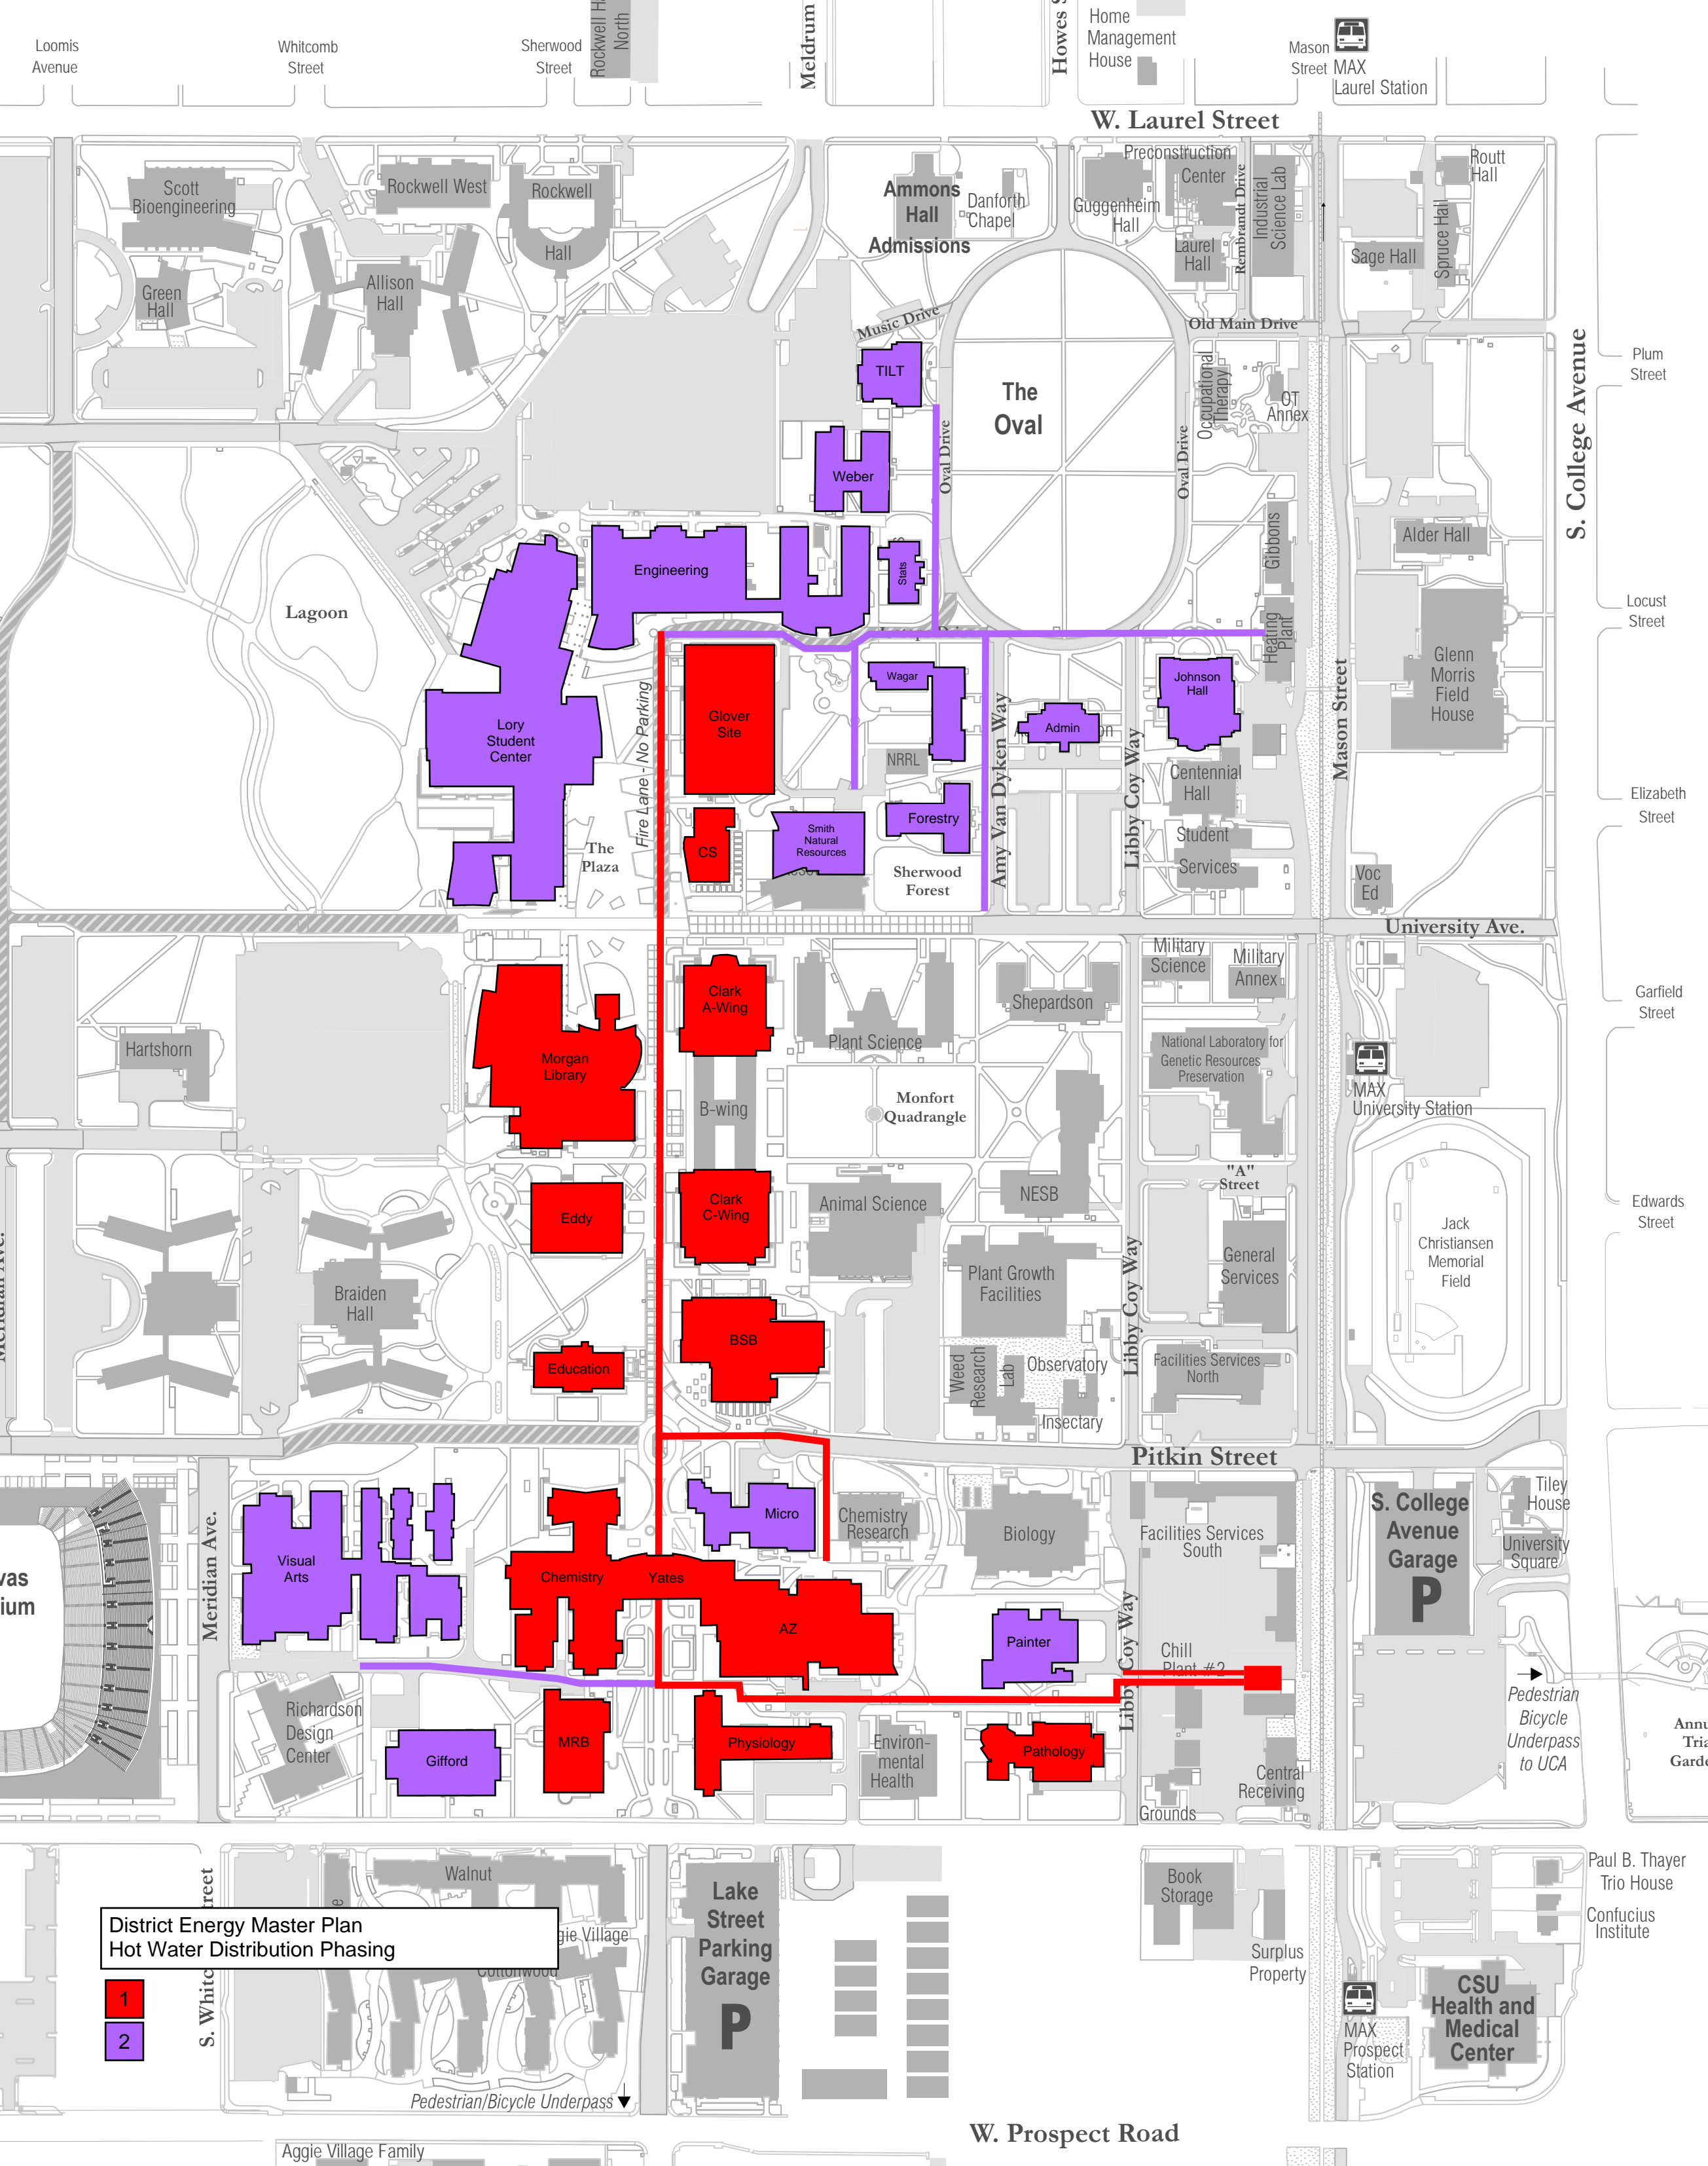 Loomis
Avenue
Whitcomb
Street
Sherwood
Street
Rockwell
North
Meldrum
Howes
Home
Management
House
Mason
Street
MAX
Laurel Station
W. Laurel Street
Scott
Bioengineering
Rockwell West
Rockwell
Hall
Green
Hall
Allison
Hall
Ammons
Hall
Admissions
Danforth
Chapel
Preconstruction
Center
Guggenheim
Hall
Laurel
Hall
Rembrandt Drive
Industrial
Science Lab
Routt
Hall
Sage Hall
Spruce Hall
Music Drive
Old Main Drive
TILT
The
Oval
Occupational
Therapy
OT
Annex
S. College Avenue
Plum
Street
Weber
Oval Drive
Oval Drive
Engineering
Stats
Gibbons
Alder Hall
Lagoon
Heating
Plant
Locust
Street
Glenn
Morris
Field
House
Lory
Student
Center
Fire Lane - No Parking
Glover
Site
Wagar
Admin
Johnson
Hall
Mason Street
NRRL
Amy Van Dyken Way
Libby Coy Way
Centennial
Hall
Elizabeth
Street
The
Plaza
CS
Smith
Natural
Resources
Forestry
Student
Services
Sherwood
Forest
Voc
Ed
University Ave.
Clark
A-Wing
Plant Science
Shepardson
Military
Science
Military
Annex
Garfield
Street
Hartshorn
Morgan
Library
National Laboratory for
Genetic Resources
Preservation
MAX
University Station
B-wing
Monfort
Quadrangle
"A"
Street
Eddy
Clark
C-Wing
Animal Science
NESB
Edwards
Street
Jack
Christiansen
Memorial
Field
Meridian Ave.
Braiden
Hall
Plant Growth
Facilities
Libby Coy Way
General
Services
BSB
Education
Weed
Research
Lab
Observatory
Insectary
Facilities Services
North
Pitkin Street
Meridian Ave.
Visual
Arts
Micro
Chemistry
Research
Biology
Facilities Services
South
S. College
Avenue
Garage
P
Tiley
House
University
Square
Chemistry
Yates
AZ
Painter
Libby Coy Way
Chill
Plant #2
Pedestrian
Bicycle
Underpass
to UCA
Richardson
Design
Center
Gifford
MRB
Physiology
Environ-
mental
Health
Pathology
Central
Receiving
Grounds
Walnut
Lake
Street
Parking
Garage
P
Book
Storage
Surplus
Property
Paul B. Thayer
Trio House
Confucius
Institute
District Energy Master Plan
Hot Water Distribution Phasing
1
2
MAX
Prospect
Station
CSU
Health and
Medical
Center
Pedestrian/Bicycle Underpass
W. Prospect Road
Aggie Village Family